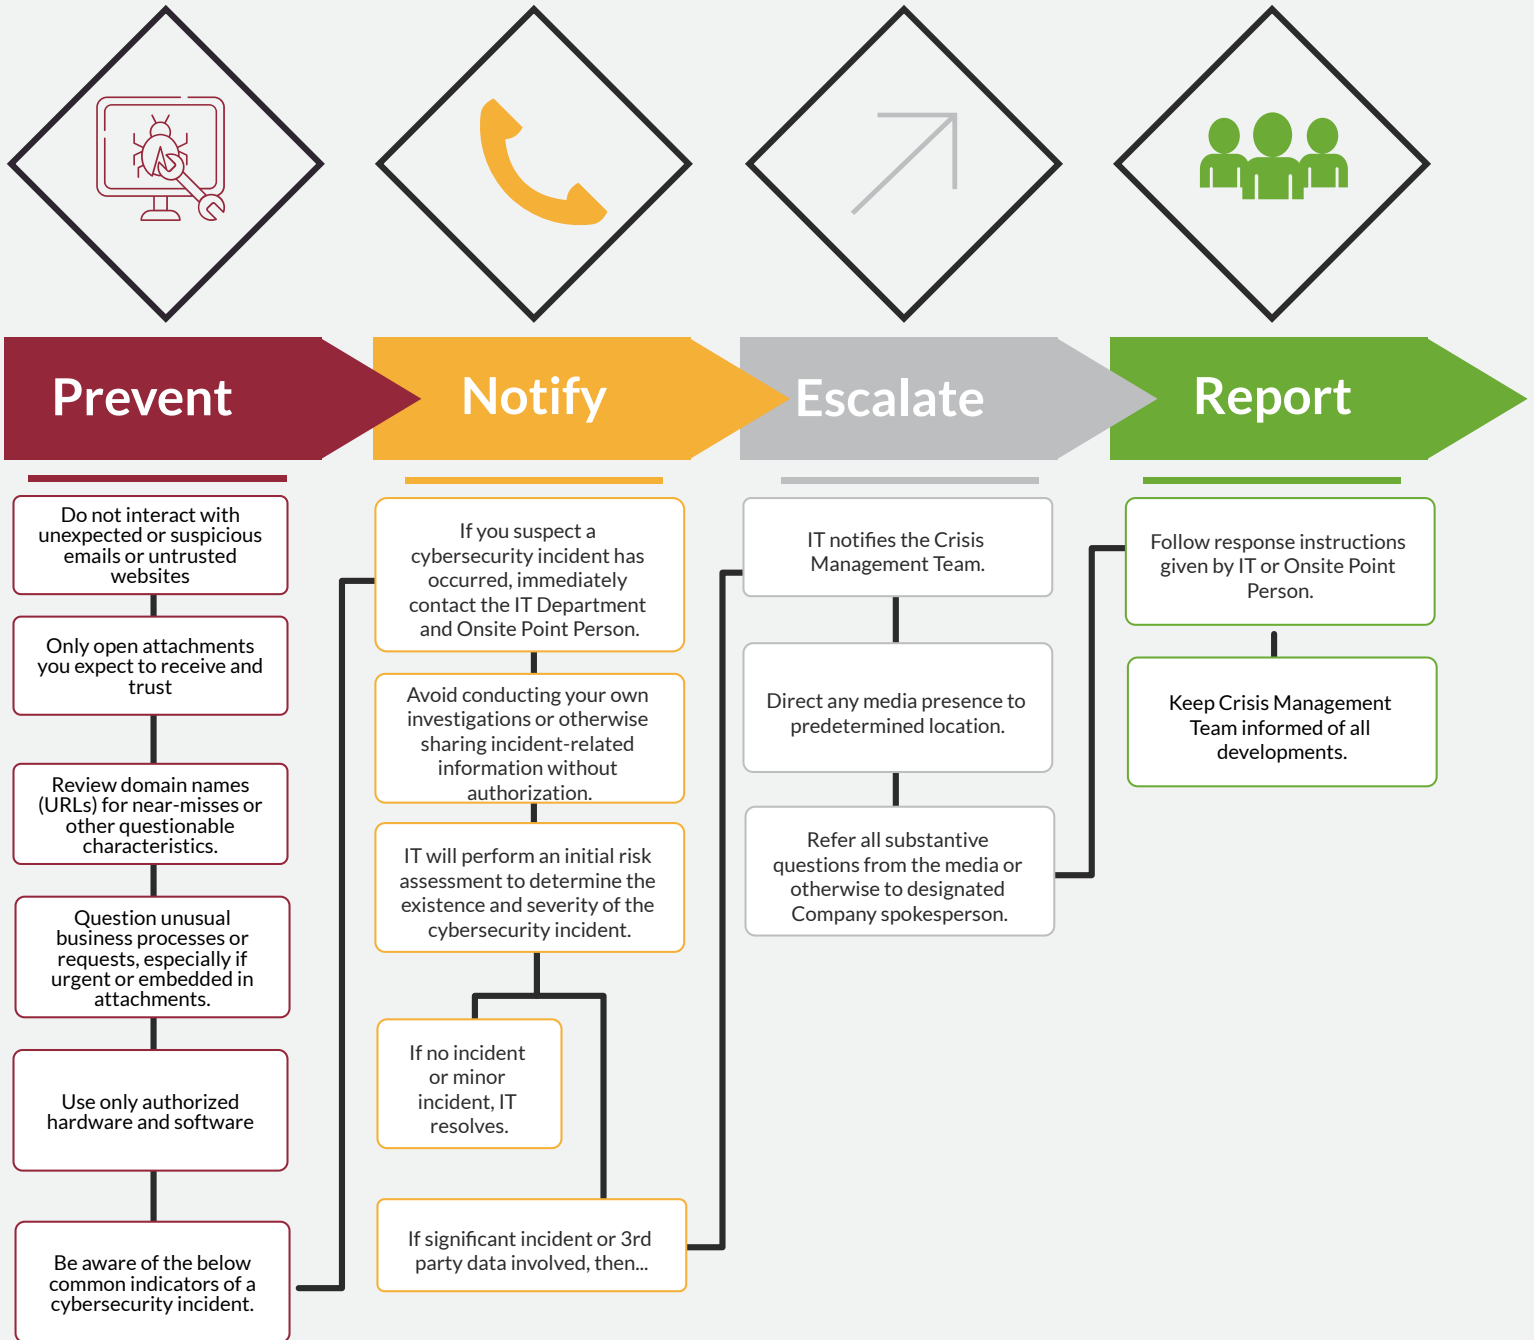 Prevent
Notify
Escalate
Report
Do not interact with
unexpected or suspicious
emails or untrusted
websites
Only open attachments
you expect to receive and
trust
Review domain names
(URLs) for near-misses or
other questionable
characteristics.
Question unusual
business processes or
requests, especially if
urgent or embedded in
attachments.
Use only authorized
hardware and software
Be aware of the below
common indicators of a
cybersecurity incident.
If you suspect a
cybersecurity incident has
occurred, immediately
contact the IT Department
and Onsite Point Person.
Avoid conducting your own
investigations or otherwise
sharing incident-related
information without
authorization.
IT will perform an initial risk
assessment to determine the
existence and severity of the
cybersecurity incident.
If no incident
or minor
incident, IT
resolves.
If significant incident or 3rd
party data involved, then...
IT notifies the Crisis
Management Team.
Direct any media presence to
predetermined location.
Refer all substantive
questions from the media or
otherwise to designated
Company spokesperson.
Follow response instructions
given by IT or Onsite Point
Person.
Keep Crisis Management
Team informed of all
developments.